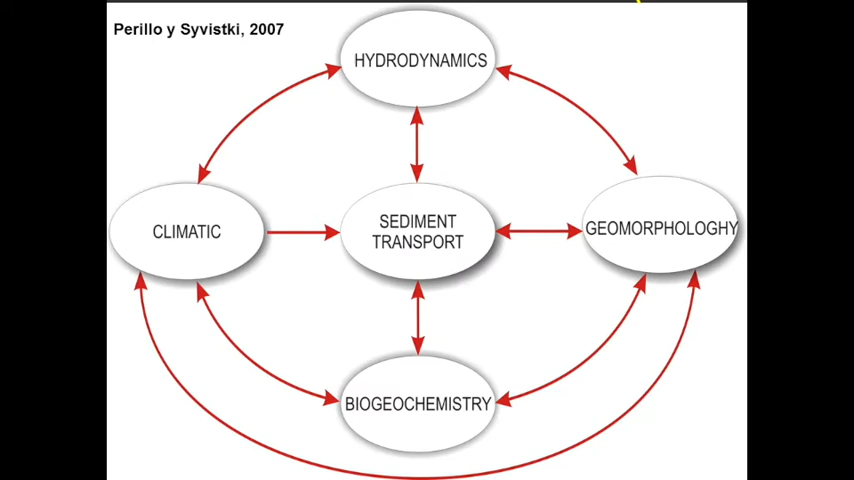 Perillo y Syvistki, 2007
HYDRODYNAMICS
CLIMATIC
SEDIMENT
TRANSPORT
GEOMORPHOLOGHY
BIOGEOCHEMISTRY